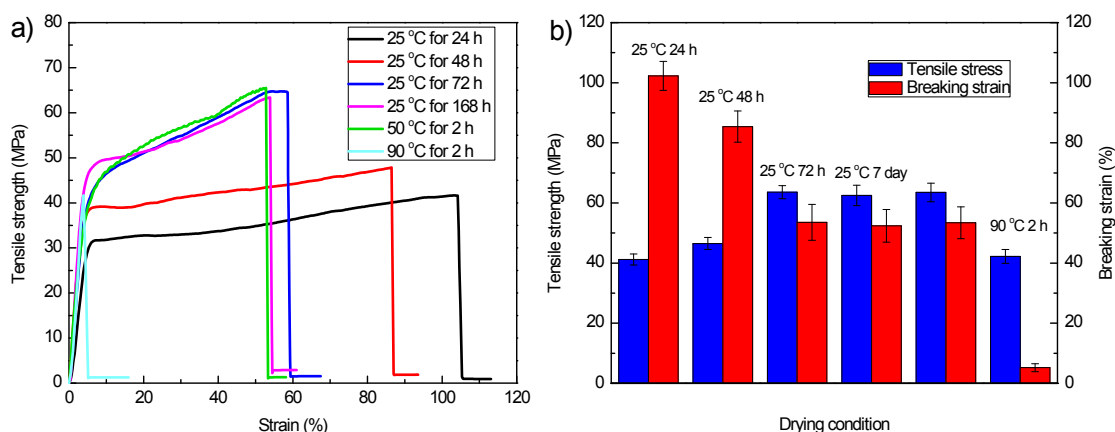 a)
80
70
60
50
40
30
20
10
0
Tensile strength (MPa)
25 °C for 24 h
25 °C for 48 h
25 °C for 72 h
25 °C for 168 h
50 °C for 2 h
90 °C for 2 h
0 20 40 60 80 100 120
Strain (%)
b)
120
100
80
60
40
20
0
Tensile strength (MPa)
25 °C 24 h
25 °C 48 h
25 °C 72 h
25 °C 7 day
90 °C 2 h
Tensile stress
Breaking strain
120
100
80
60
40
20
0
Breaking strain (%)
Drying condition